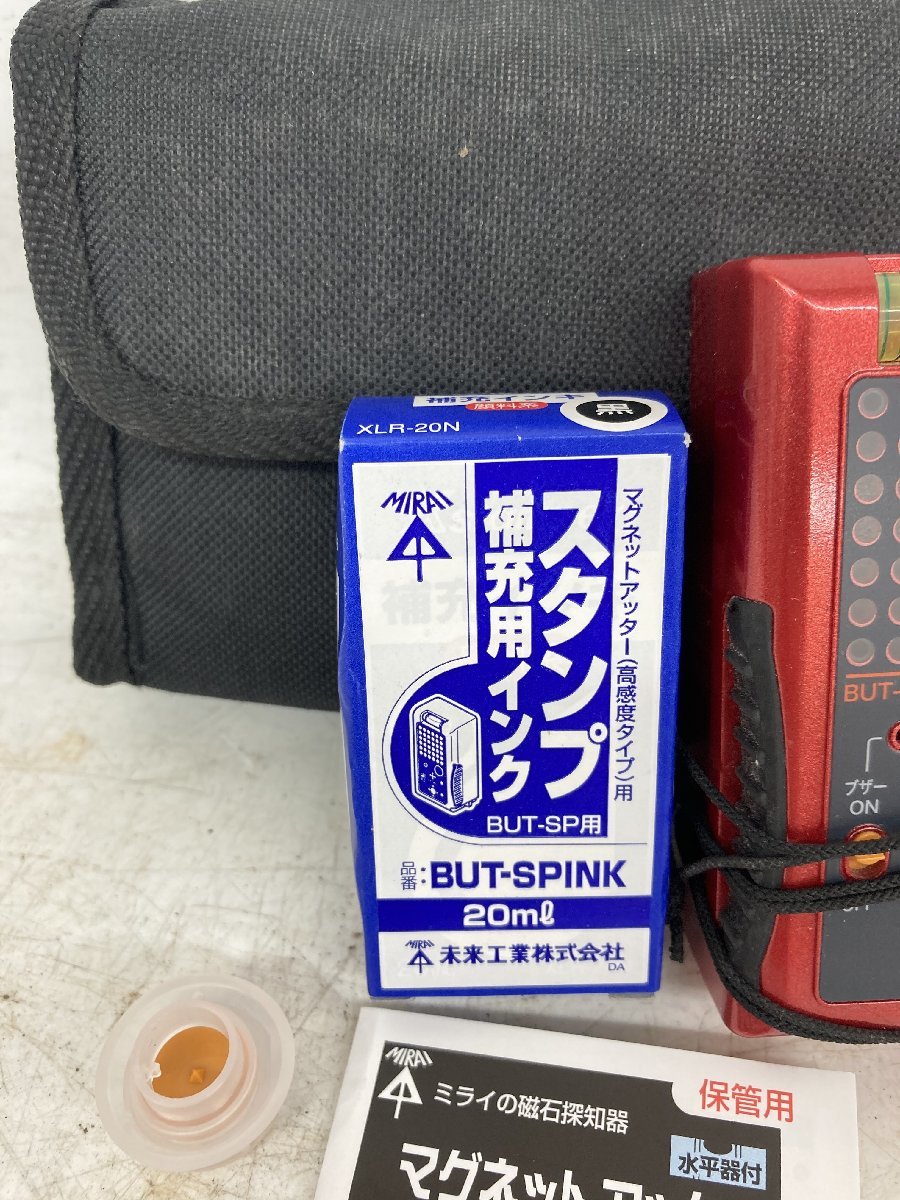 補充インキ
顔料系
黒
XLR-20N
MIRAI
マグネットアッター(高感度タイプ)用
スタンプ
補充用インク
BUT-SP用
品番:BUT-SPINK
20mℓ
MIRAI 未来工業株式会社
DA
BUT-
ブザー
ON
MIRAI
ミライの磁石探知器
保管用
水平器付
マグネットアッ